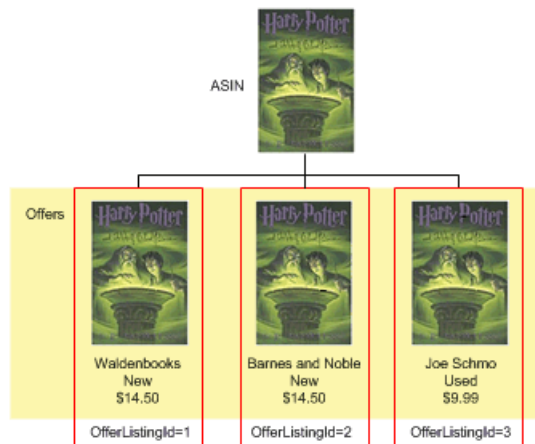 Harry Potter
ASIN
Offers
Harry Potter
Harry Potter
Harry Potter
Waldenbooks
New
$14.50
Barnes and Noble
New
$14.50
Joe Schmo
Used
$9.99
OfferListingId=1
OfferListingId=2
OfferListingId=3